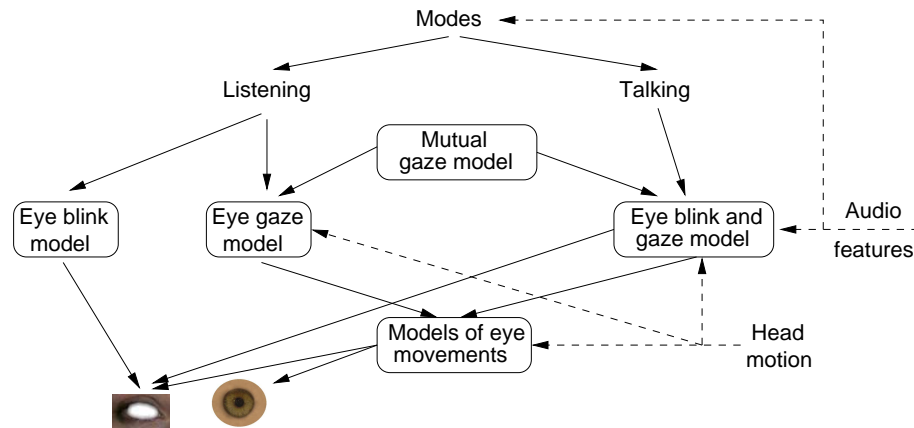 Modes
Listening
Talking
Mutual
gaze model
Eye blink
model
Eye gaze
model
Eye blink and
gaze model
Audio
features
Models of eye
movements
Head
motion